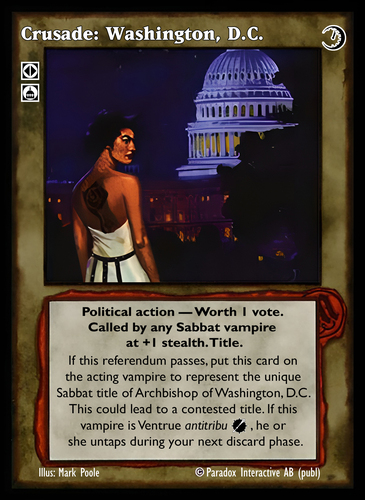 Crusade: Washington, D.C.
Political action — Worth 1 vote.
Called by any Sabbat vampire
at +1 stealth. Title.
If this referendum passes, put this card on
the acting vampire to represent the unique
Sabbat title of Archbishop of Washington, D.C.
This could lead to a contested title. If this
vampire is Ventrue antitribu , he or
she untaps during your next discard phase.
Illus: Mark Poole
© Paradox Interactive AB (publ)